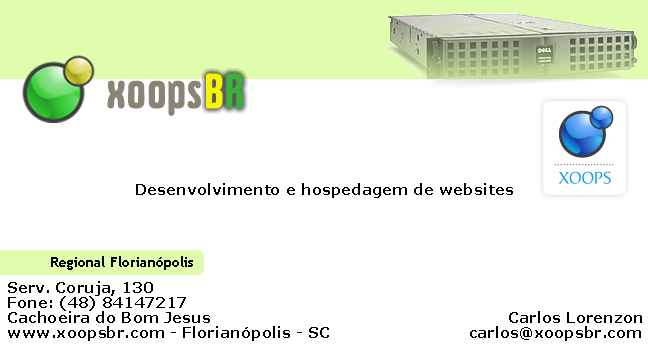 DELL
xoopsBR
XOOPS
Desenvolvimento e hospedagem de websites
Regional Florianópolis
Serv. Coruja, 130
Fone: (48) 84147217
Cachoeira do Bom Jesus
www.xoopsbr.com - Florianópolis - SC
Carlos Lorenzon
carlos@xoopsbr.com